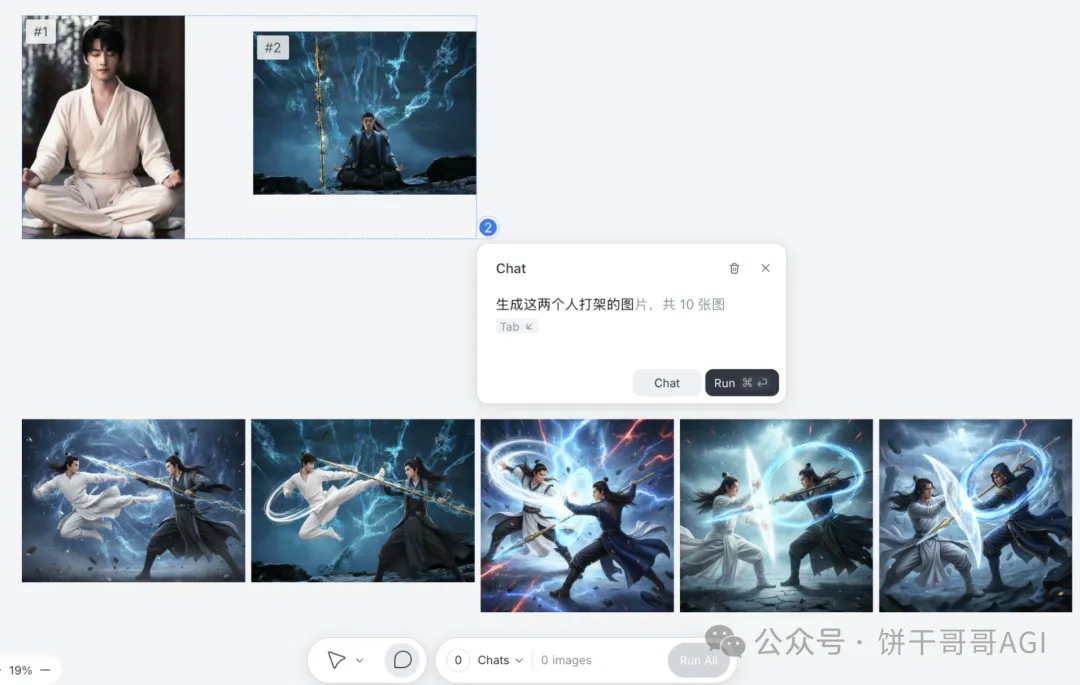 #1
#2
2
Chat
生成这两个人打架的图片，共 10 张图
Tab
Chat
Run ⌘
公众号 · 饼干哥哥AGI
19%
0
Chats
0 images
Run All